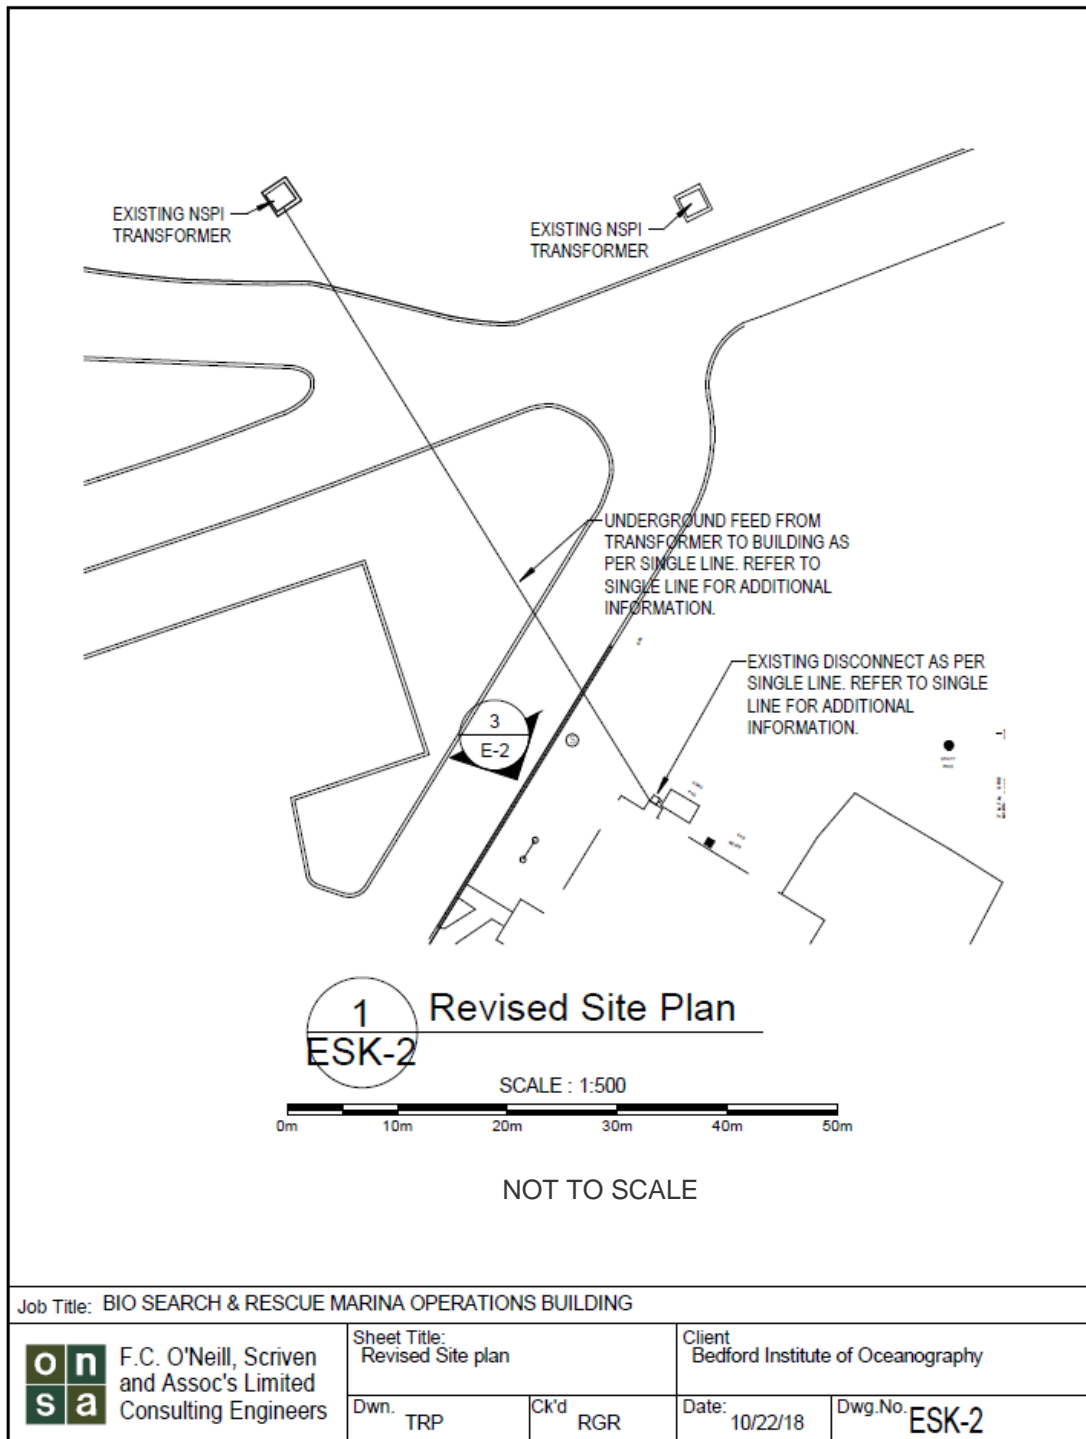 EXISTING NSPI
TRANSFORMER
EXISTING NSPI
TRANSFORMER
UNDERGROUND FEED FROM
TRANSFORMER TO BUILDING AS
PER SINGLE LINE. REFER TO
SINGLE LINE FOR ADDITIONAL
INFORMATION.
EXISTING DISCONNECT AS PER
SINGLE LINE. REFER TO SINGLE
LINE FOR ADDITIONAL
INFORMATION.
3
E-2
1
ESK-2
Revised Site Plan
SCALE : 1:500
0m 10m 20m 30m 40m 50m
NOT TO SCALE
Job Title: BIO SEARCH & RESCUE MARINA OPERATIONS BUILDING
on
sa
F.C. O'Neill, Scriven
and Assoc's Limited
Consulting Engineers
Sheet Title:
Revised Site plan
Client
Bedford Institute of Oceanography
Dwn.
TRP
Ck'd
RGR
Date:
10/22/18
Dwg.No.
ESK-2